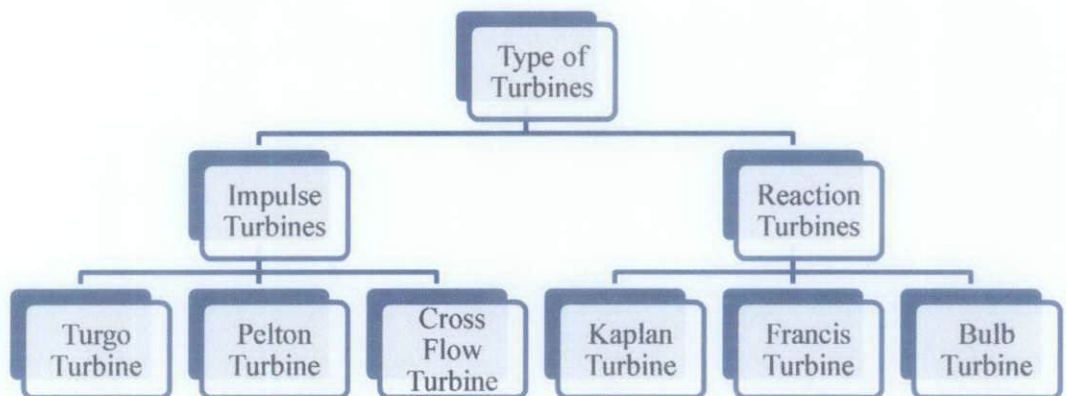 Type of
Turbines
Impulse
Turbines
Reaction
Turbines
Turgo
Turbine
Pelton
Turbine
Cross
Flow
Turbine
Kaplan
Turbine
Francis
Turbine
Bulb
Turbine